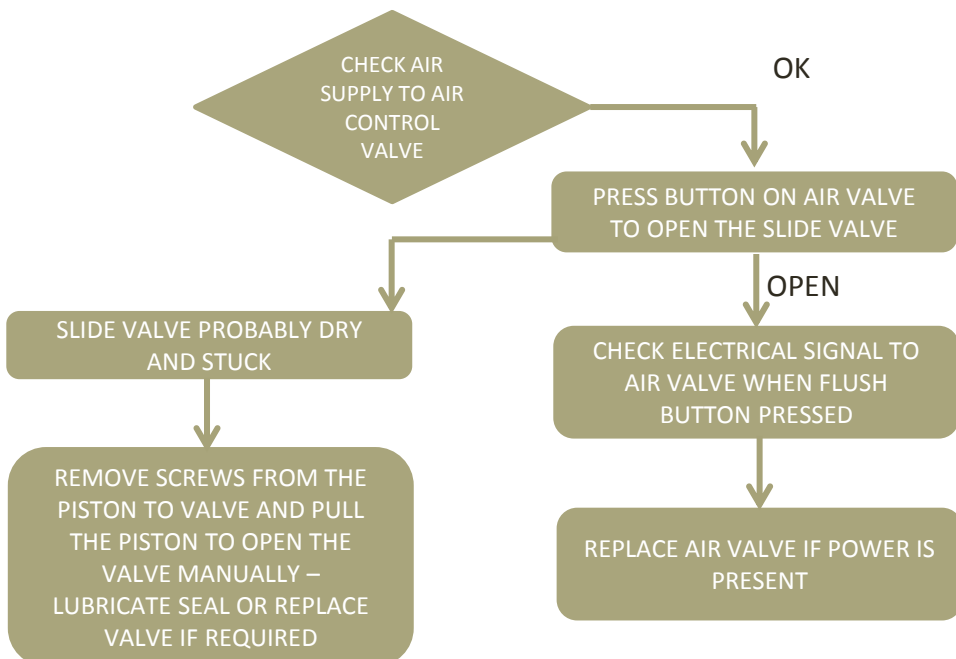 CHECK AIR
SUPPLY TO AIR
CONTROL
VALVE
OK
PRESS BUTTON ON AIR VALVE
TO OPEN THE SLIDE VALVE
OPEN
SLIDE VALVE PROBABLY DRY
AND STUCK
CHECK ELECTRICAL SIGNAL TO
AIR VALVE WHEN FLUSH
BUTTON PRESSED
REMOVE SCREWS FROM THE
PISTON TO VALVE AND PULL
THE PISTON TO OPEN THE
VALVE MANUALLY –
LUBRICATE SEAL OR REPLACE
VALVE IF REQUIRED
REPLACE AIR VALVE IF POWER IS
PRESENT